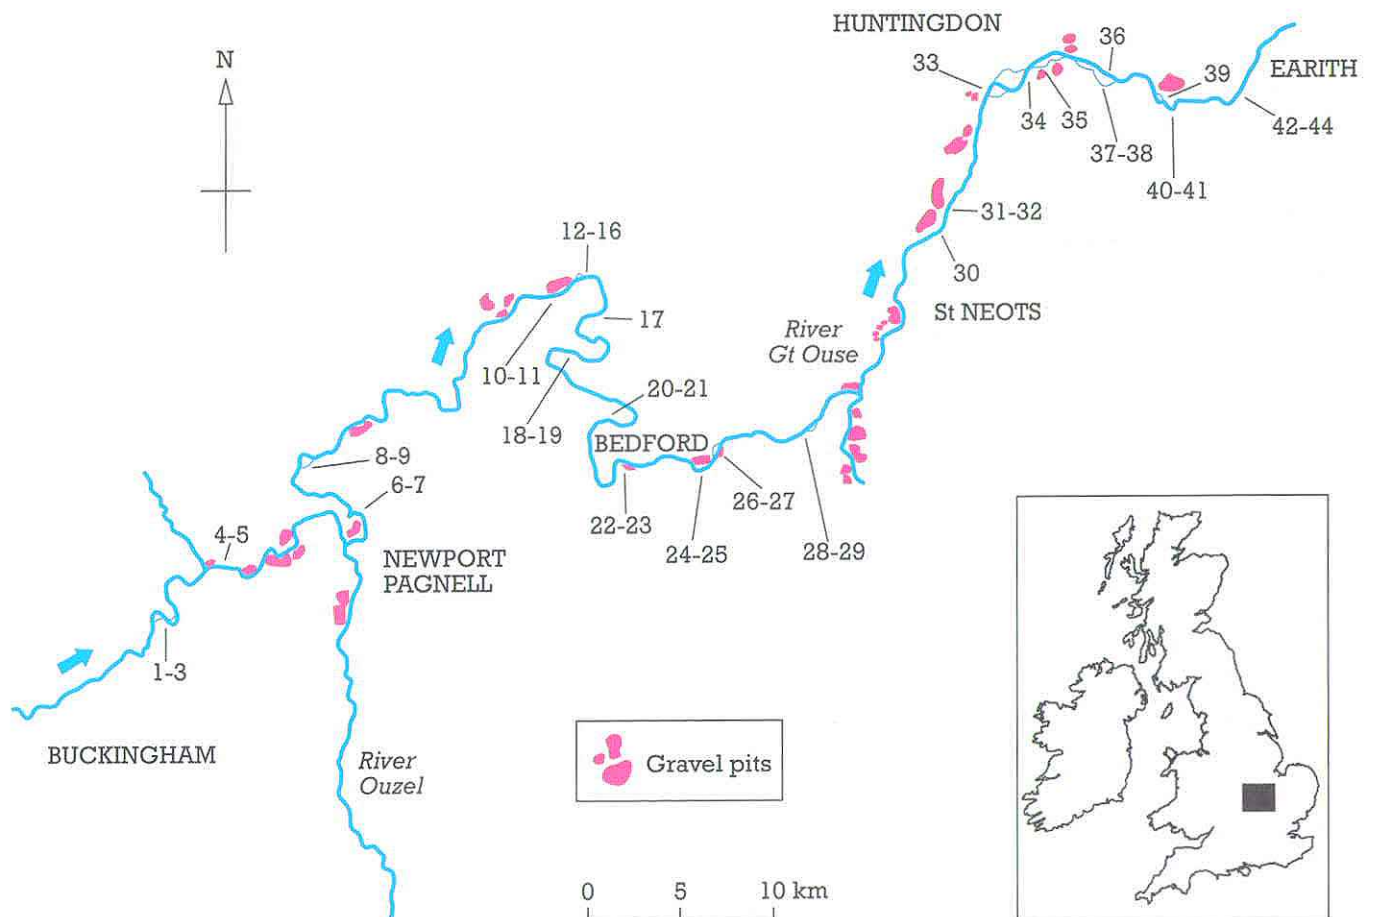 HUNTINGDON
N
33
36
39
EARITH
34
35
37-38
42-44
40-41
31-32
12-16
30
17
St NEOTS
River
Gt Ouse
10-11
20-21
18-19
BEDFORD
8-9
6-7
26-27
22-23
24-25
28-29
4-5
NEWPORT
PAGNELL
1-3
BUCKINGHAM
River
Ouzel
Gravel pits
0 5 10 km